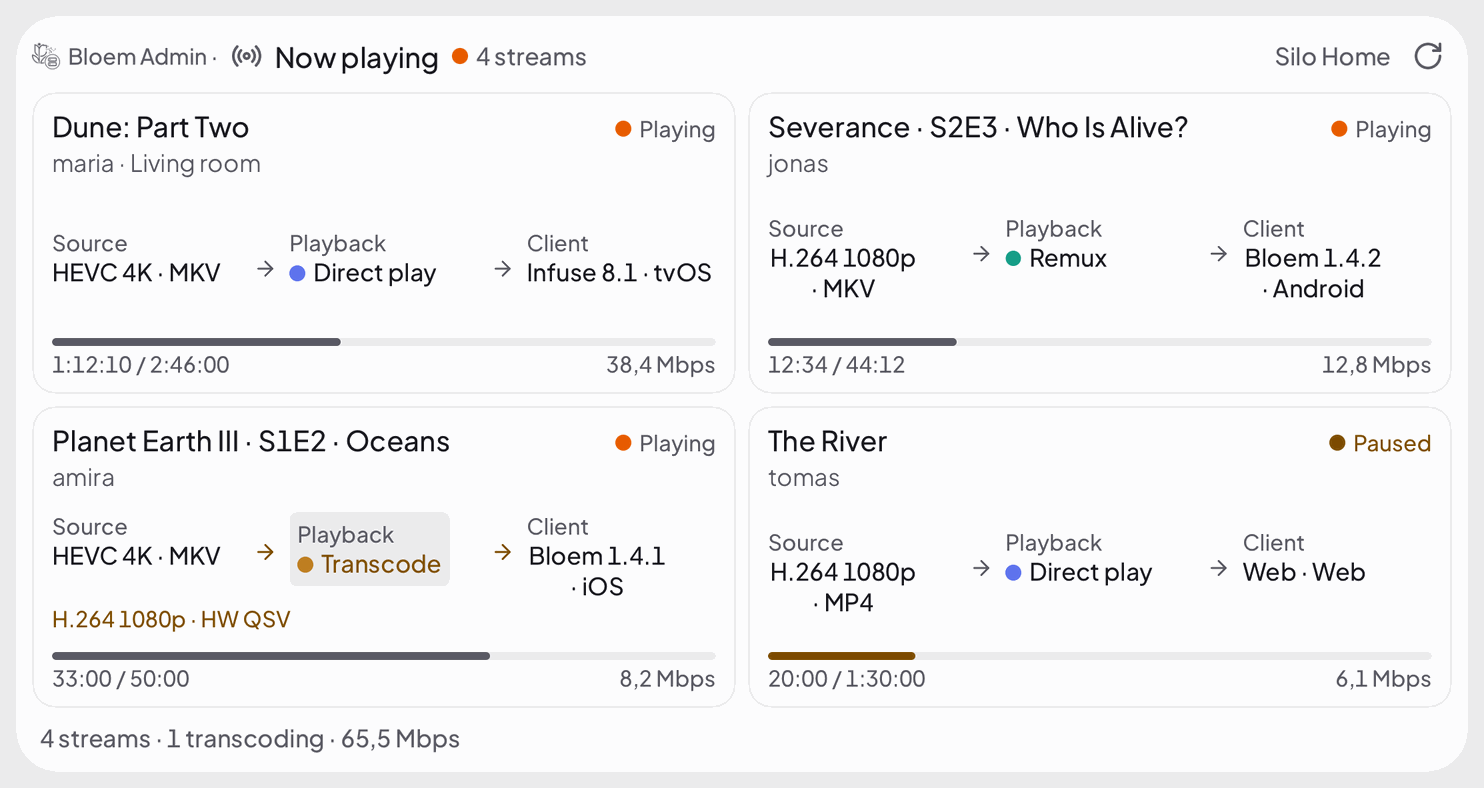 Bloem Admin · Now playing 4 streams Silo Home
Dune: Part Two Playing
maria · Living room
Source Playback Client
HEVC 4K · MKV → Direct play → Infuse 8.1 · tvOS
1:12:10 / 2:46:00 38,4 Mbps
Severance · S2E3 · Who Is Alive? Playing
jonas
Source Playback Client
H.264 1080p → Remux → Bloem 1.4.2
· MKV · Android
12:34 / 44:12 12,8 Mbps
Planet Earth III · S1E2 · Oceans Playing
amira
Source Playback Client
HEVC 4K · MKV → Transcode → Bloem 1.4.1
· iOS
H.264 1080p · HW QSV
33:00 / 50:00 8,2 Mbps
The River Paused
tomas
Source Playback Client
H.264 1080p → Direct play → Web · Web
· MP4
20:00 / 1:30:00 6,1 Mbps
4 streams · 1 transcoding · 65,5 Mbps